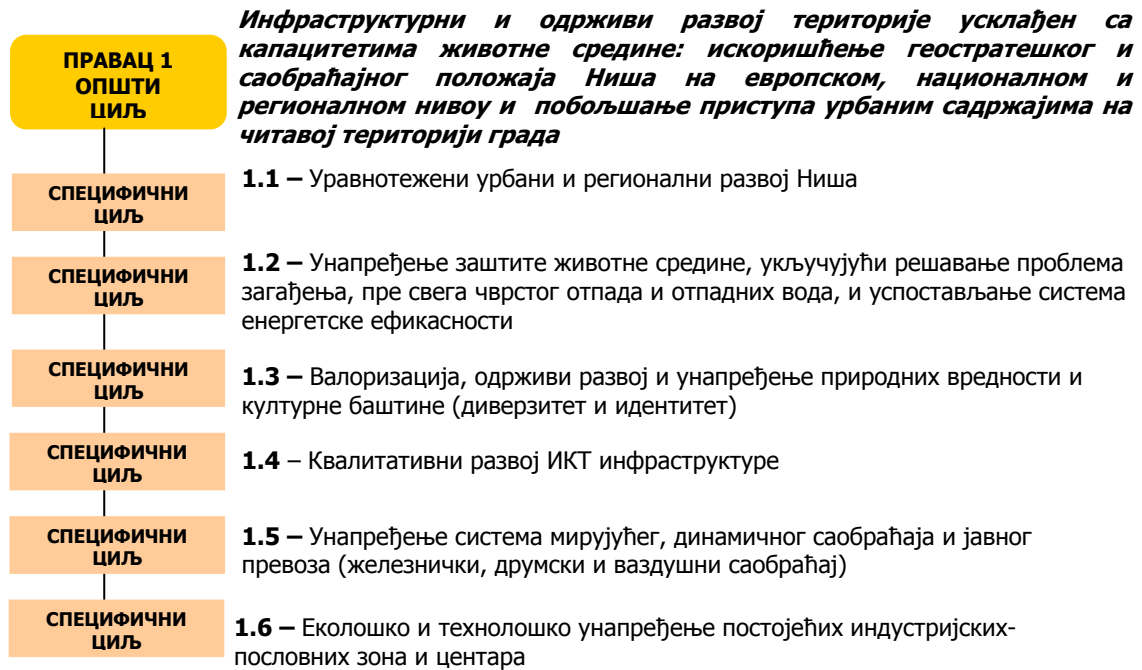 Инфраструктурни и одрживи развој територије усклађен са
капацитетима животне средине: искоришћење геостратешког и
саобраћајног положаја Ниша на европском, националном и
регионалном нивоу и побољшање приступа урбаним садржајима на
читавој територији града
ПРАВАЦ 1
ОПШТИ
ЦИЉ
СПЕЦИФИЧНИ
ЦИЉ
1.1 – Уравнотежени урбани и регионални развој Ниша
СПЕЦИФИЧНИ
ЦИЉ
1.2 – Унапређење заштите животне средине, укључујући решавање проблема
загађења, пре свега чврстог отпада и отпадних вода, и успостављање система
енергетске ефикасности
СПЕЦИФИЧНИ
ЦИЉ
1.3 – Валоризација, одрживи развој и унапређење природних вредности и
културне баштине (диверзитет и идентитет)
СПЕЦИФИЧНИ
ЦИЉ
1.4 – Квалитативни развој ИКТ инфраструктуре
СПЕЦИФИЧНИ
ЦИЉ
1.5 – Унапређење система мирујућег, динамичног саобраћаја и јавног
превоза (железнички, друмски и ваздушни саобраћај)
СПЕЦИФИЧНИ
ЦИЉ
1.6 – Еколошко и технолошко унапређење постојећих индустријских-
пословних зона и центара